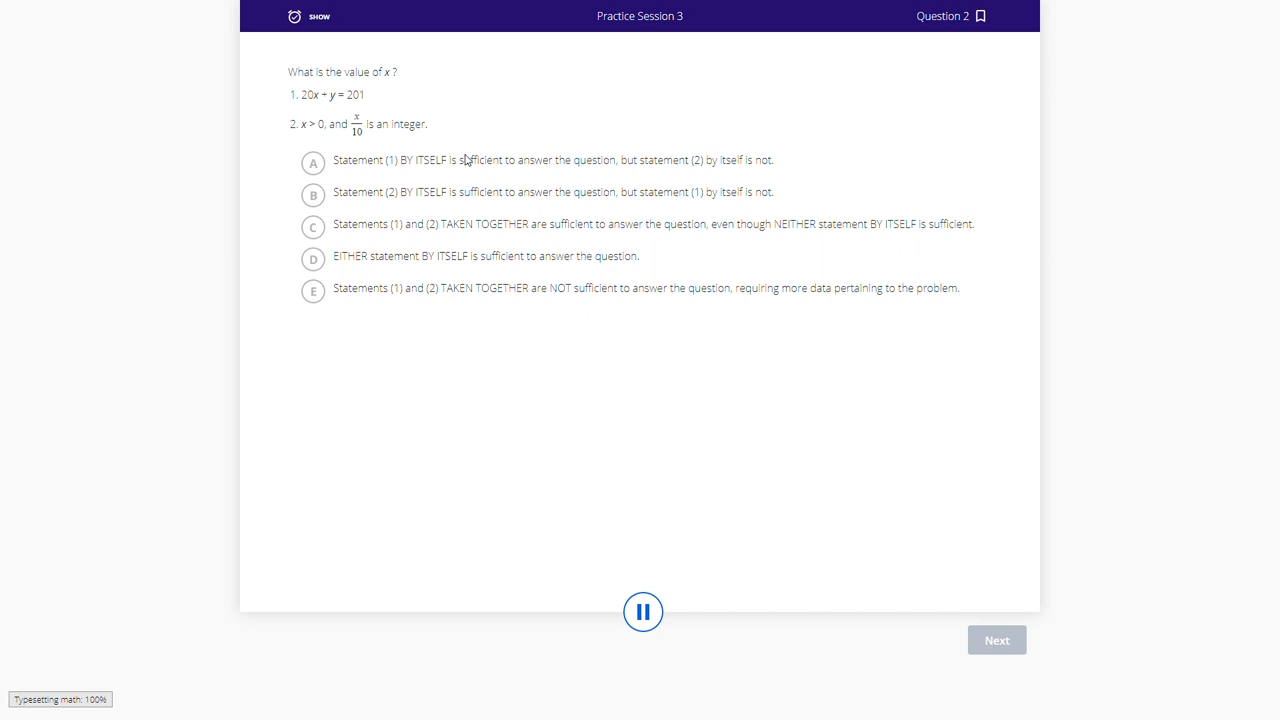 SHOW
Practice Session 3
Question 2
What is the value of x ?
1. 20x + y = 201
2. x > 0, and x/10 is an integer.
A Statement (1) BY ITSELF is sufficient to answer the question, but statement (2) by itself is not.
B Statement (2) BY ITSELF is sufficient to answer the question, but statement (1) by itself is not.
C Statements (1) and (2) TAKEN TOGETHER are sufficient to answer the question, even though NEITHER statement BY ITSELF is sufficient.
D EITHER statement BY ITSELF is sufficient to answer the question.
E Statements (1) and (2) TAKEN TOGETHER are NOT sufficient to answer the question, requiring more data pertaining to the problem.
Next
Typesetting math: 100%